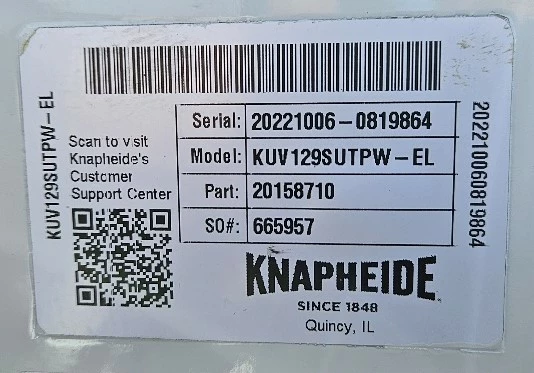 KUV129SUTPW-EL
Scan to visit
Knapheide's
Customer
Support Center
Serial: 20221006-0819864
Model: KUV129SUTPW-EL
Part: 20158710
SO#: 665957
202210060819864
KNAPHEIDE
SINCE 1848
Quincy, IL